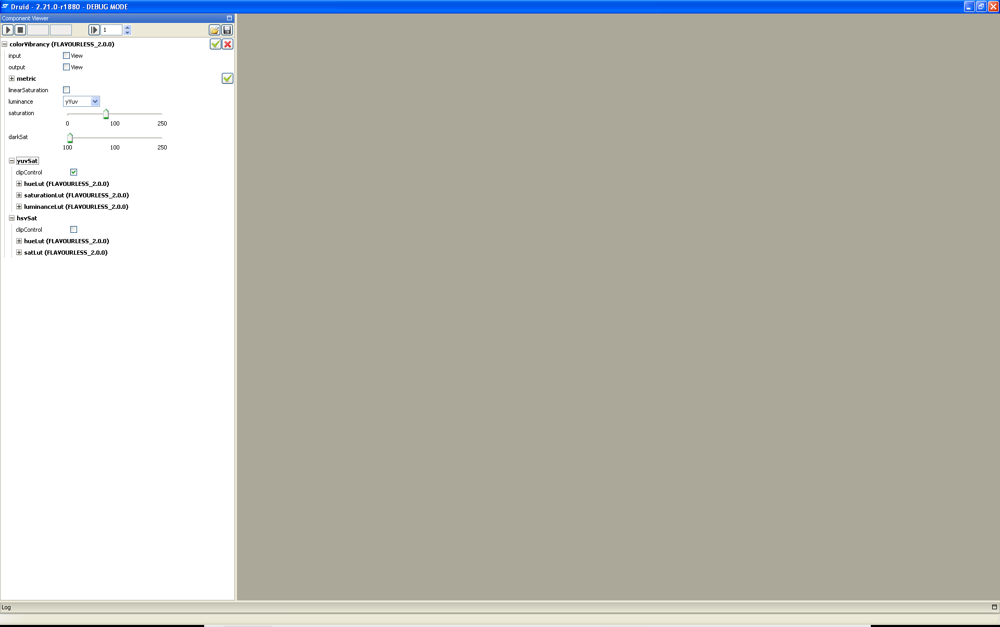 Druid - 2.21.0-r1880 - DEBUG MODE
Component Viewer
1
colorVibrancy (FLAVOURLESS_2.0.0)
input View
output View
metric
linearSaturation
luminance yYuv
saturation
0 100 250
darkSat
100 100 250
yuvSat
clipControl
hueLut (FLAVOURLESS_2.0.0)
saturationLut (FLAVOURLESS_2.0.0)
luminanceLut (FLAVOURLESS_2.0.0)
hsvSat
clipControl
hueLut (FLAVOURLESS_2.0.0)
satLut (FLAVOURLESS_2.0.0)
Log